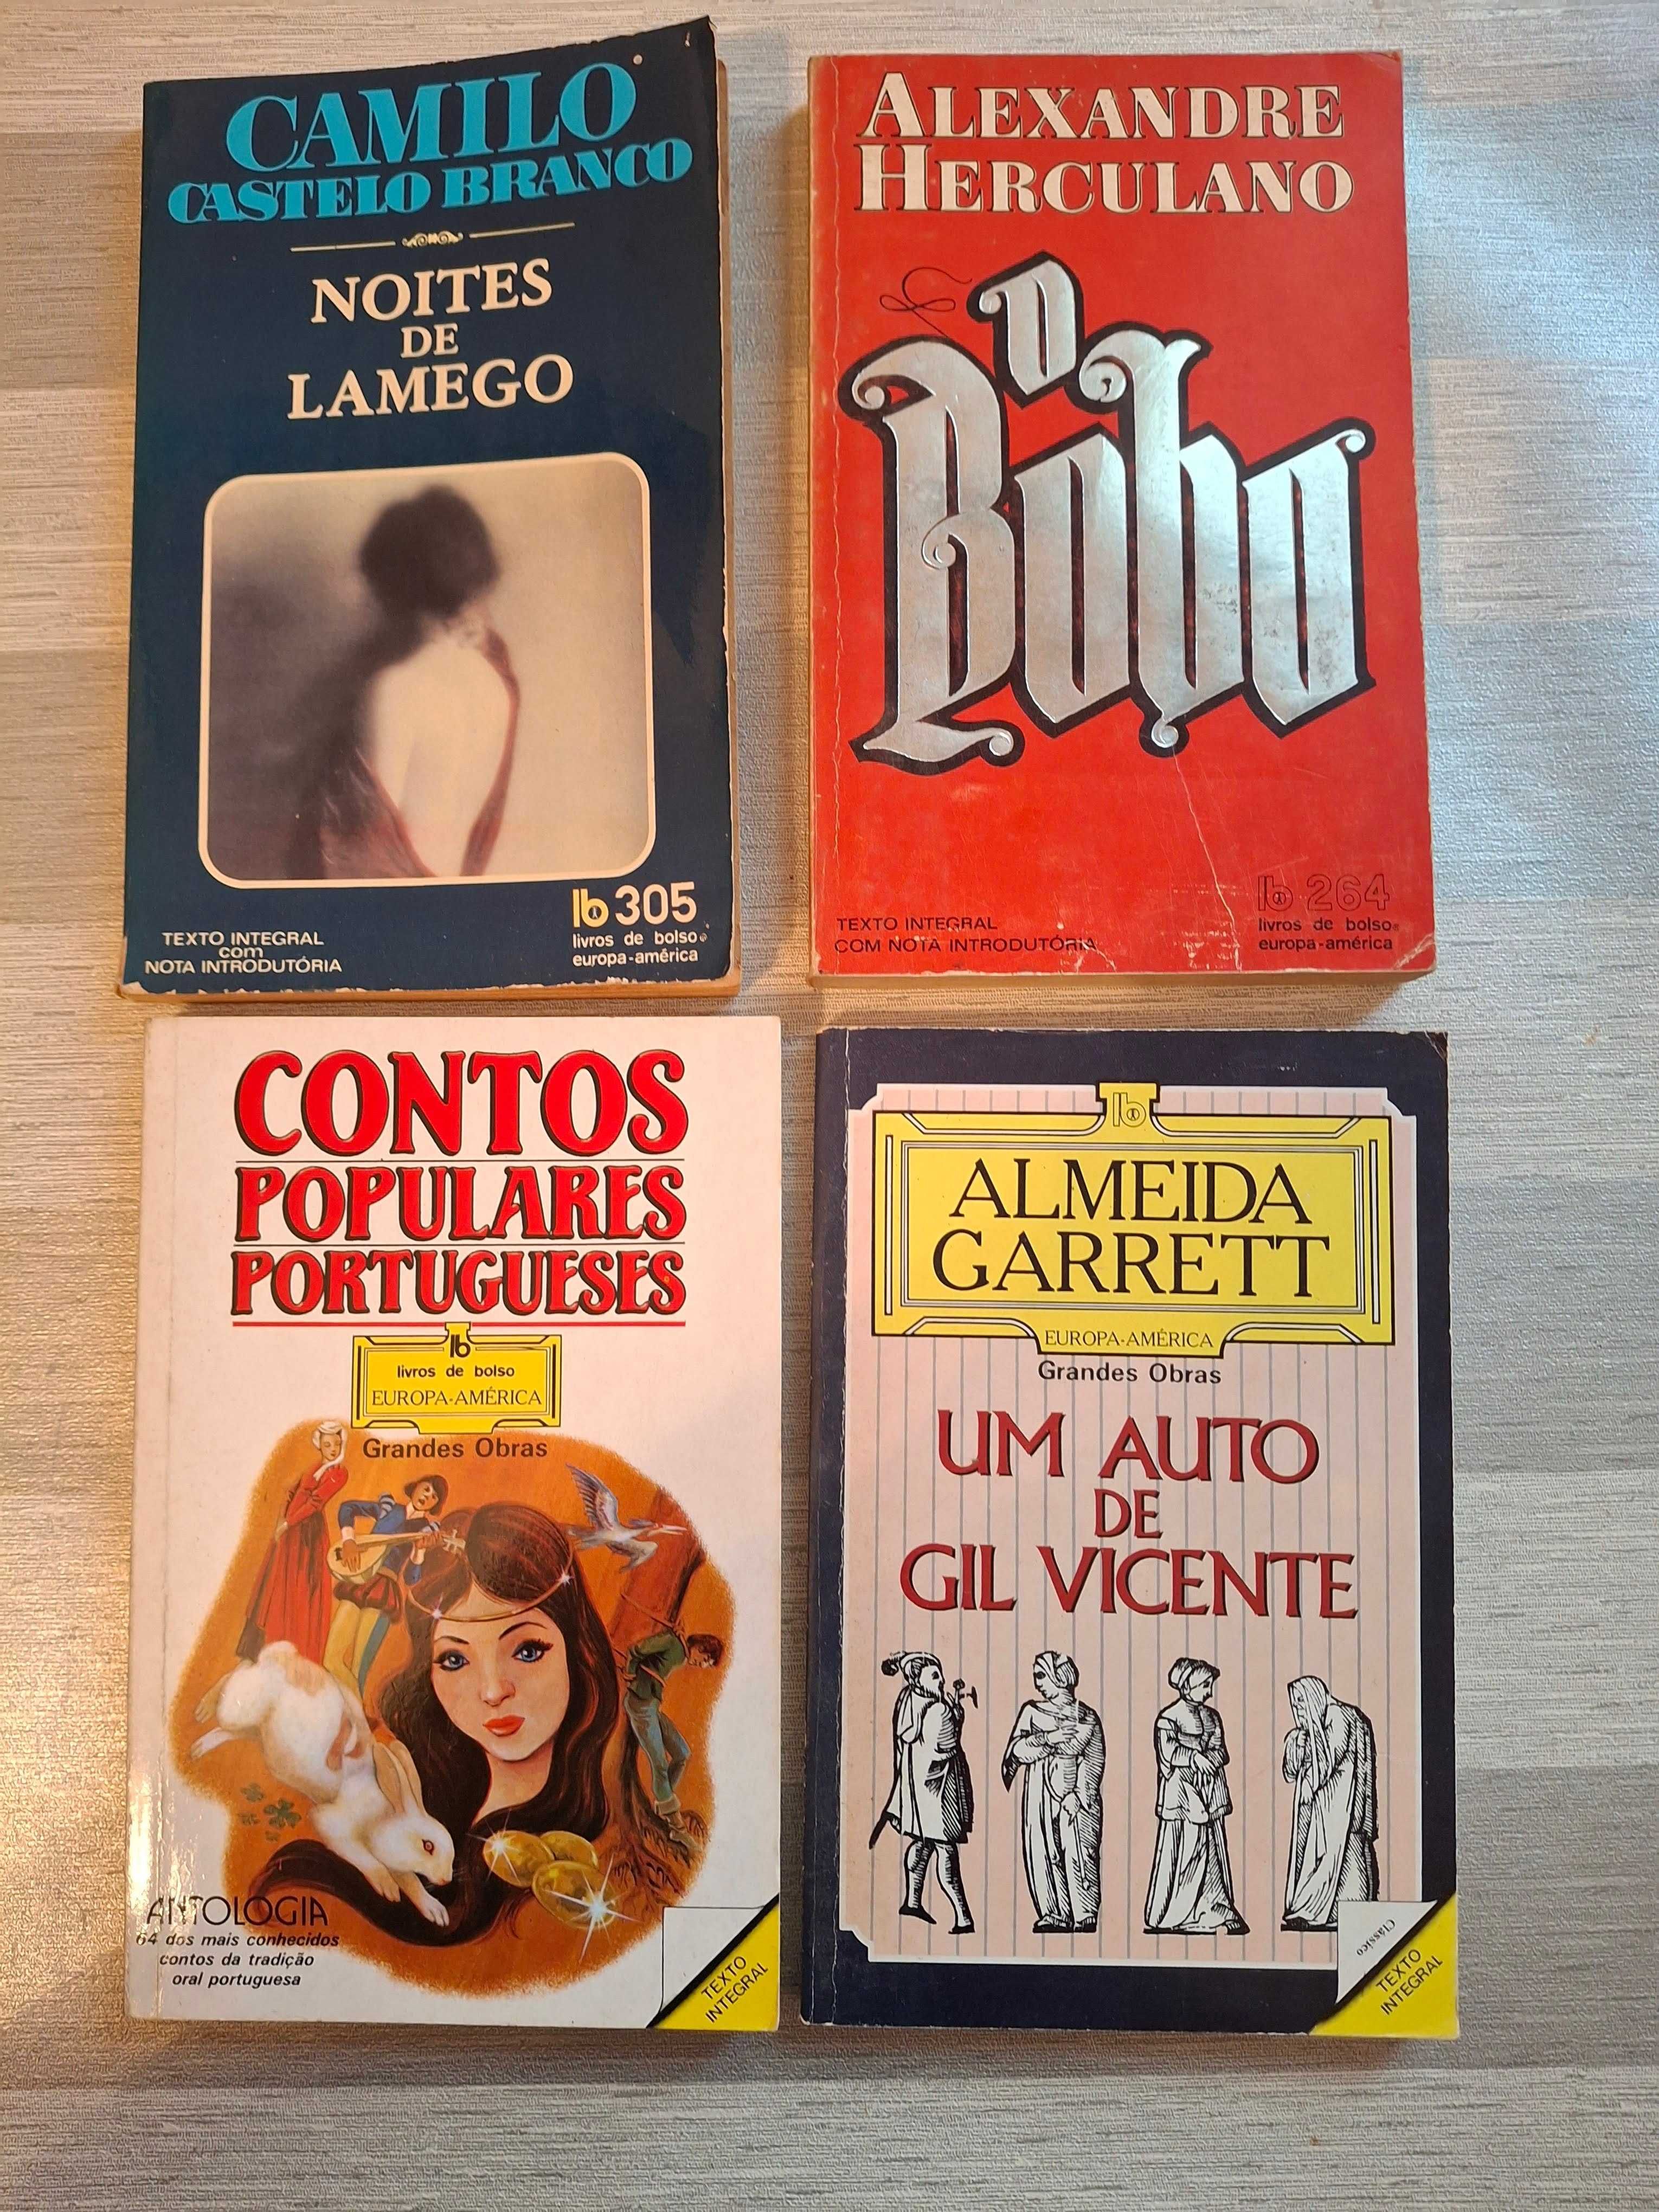 CAMILO
CASTELO BRANCO
NOITES
DE
LAMEGO
TEXTO INTEGRAL
com
NOTA INTRODUTÓRIA
lb 305
livros de bolso
europa-américa
ALEXANDRE
HERCULANO
O
Bobo
TEXTO INTEGRAL
COM NOTA INTRODUTÓRIA
lb 264
livros de bolso
europa-américa
CONTOS
POPULARES
PORTUGUESES
lb
livros de bolso
EUROPA-AMÉRICA
Grandes Obras
ANTOLOGIA
64 dos mais conhecidos
contos da tradição
oral portuguesa
TEXTO
INTEGRAL
lb
ALMEIDA
GARRETT
EUROPA-AMÉRICA
Grandes Obras
UM AUTO
DE
GIL VICENTE
Clássico
TEXTO
INTEGRAL